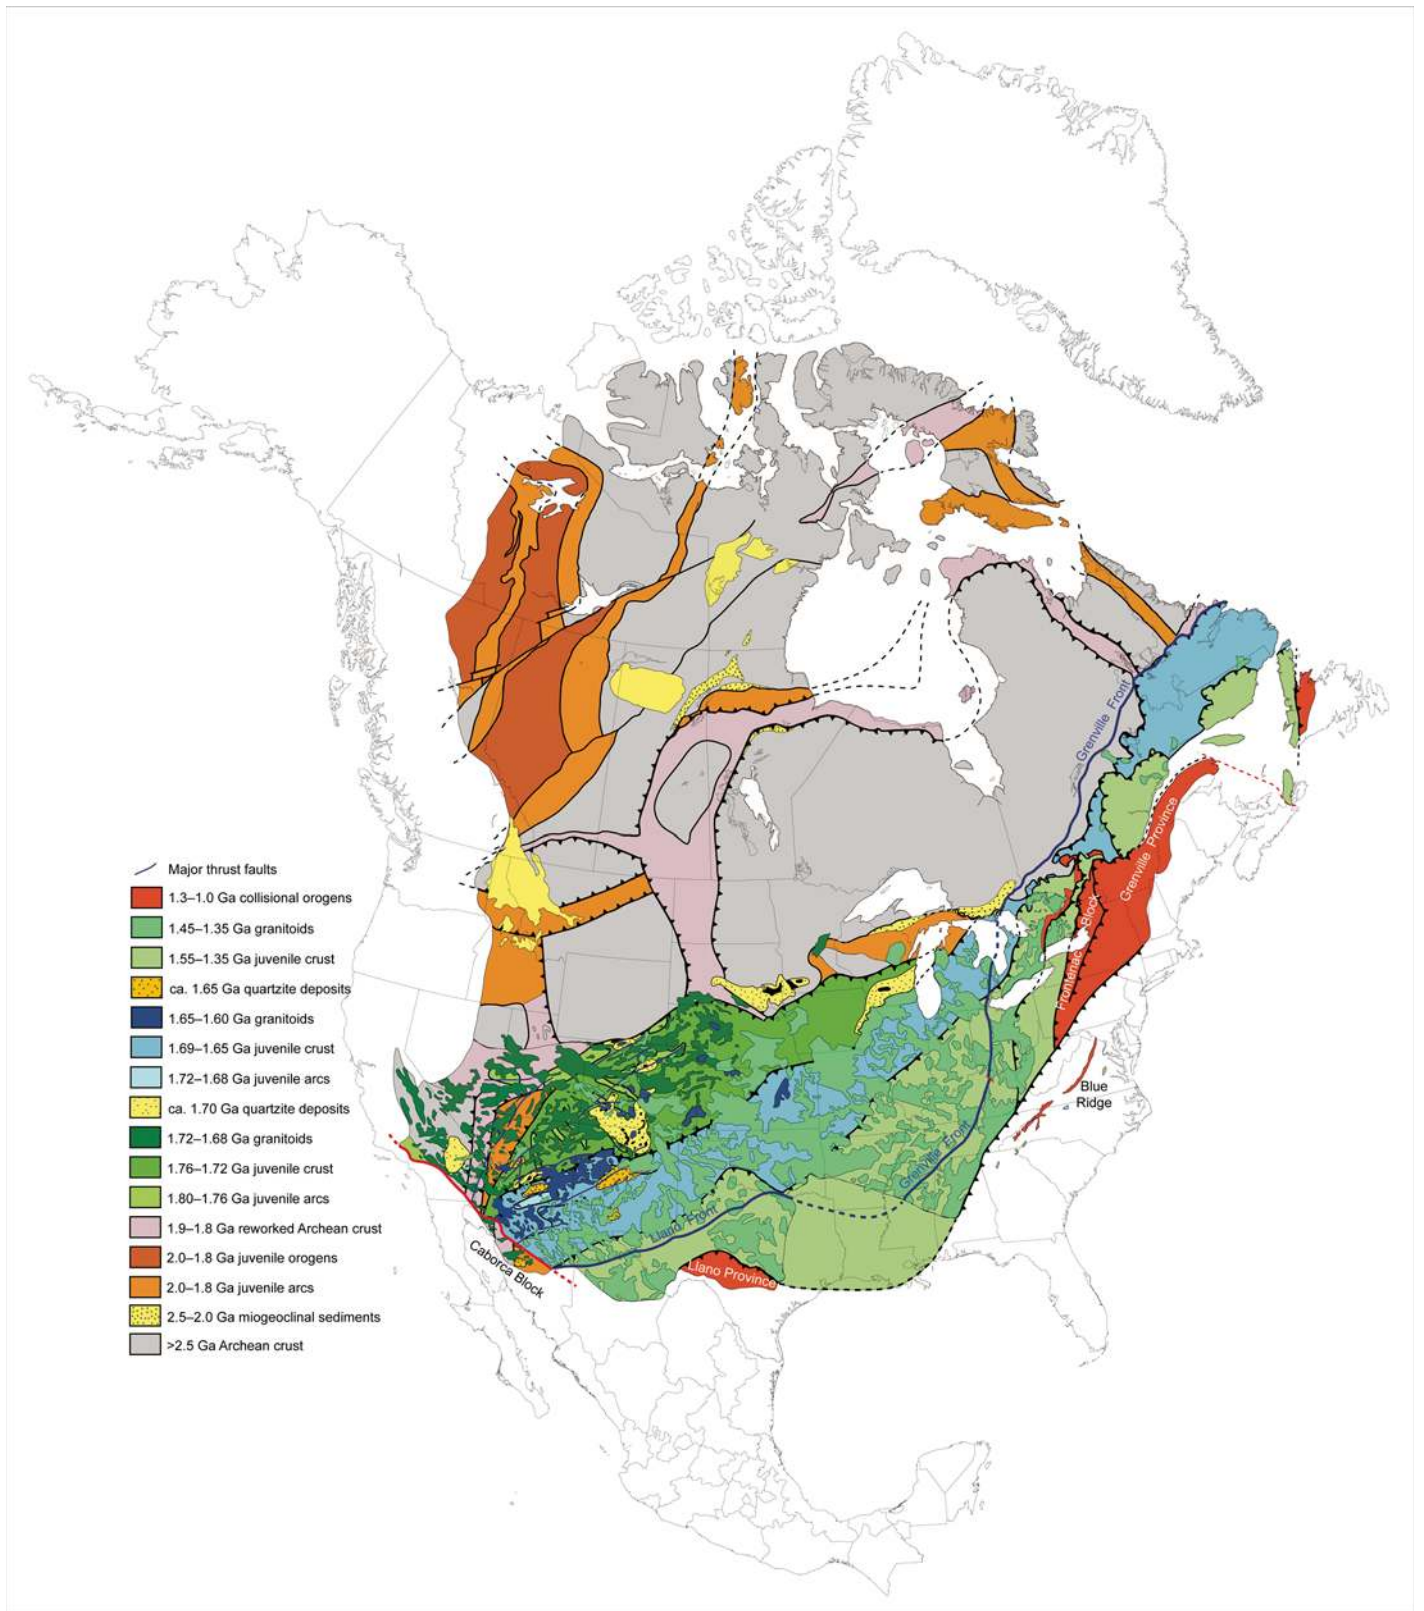 Major thrust faults
1.3–1.0 Ga collisional orogens
1.45–1.35 Ga granitoids
1.55–1.35 Ga juvenile crust
ca. 1.65 Ga quartzite deposits
1.65–1.60 Ga granitoids
1.69–1.65 Ga juvenile crust
1.72–1.68 Ga juvenile arcs
ca. 1.70 Ga quartzite deposits
1.72–1.68 Ga granitoids
1.76–1.72 Ga juvenile crust
1.80–1.76 Ga juvenile arcs
1.9–1.8 Ga reworked Archean crust
2.0–1.8 Ga juvenile orogens
2.0–1.8 Ga juvenile arcs
2.5–2.0 Ga miogeoclinal sediments
>2.5 Ga Archean crust
Grenville Front
Grenville Province
Frontenac Block
Blue
Ridge
Grenville Front
Llano Front
Llano Province
Caborca Block